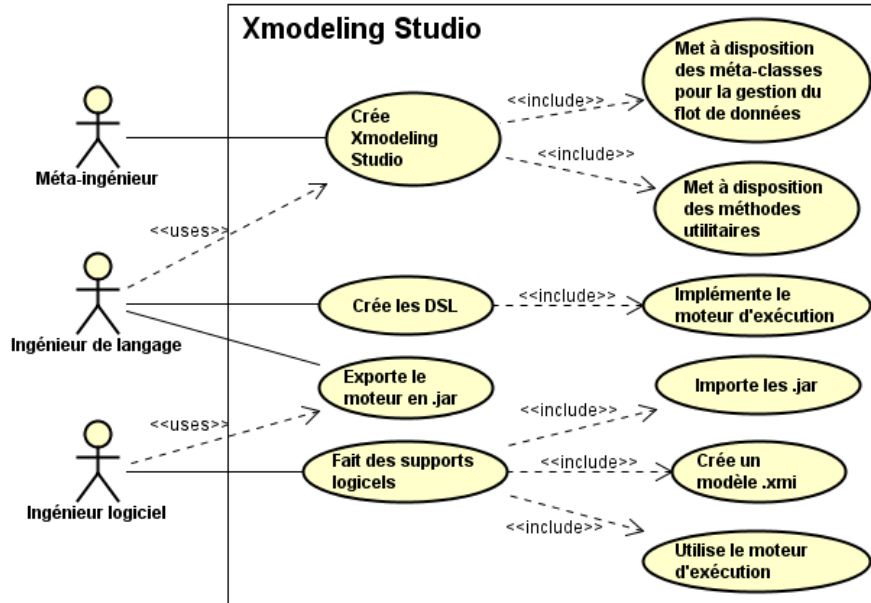 Xmodeling Studio
Met à disposition
des méta-classes
pour la gestion du
flot de données
<<include>>
Crée
Xmodeling
Studio
Méta-ingénieur
<<include>>
Met à disposition
des méthodes
utilitaires
<<uses>>
Crée les DSL
<<include>>
Implémente le
moteur d'exécution
Ingénieur de langage
Exporte le
moteur en .jar
Importe les .jar
<<uses>>
<<include>>
Fait des supports
logicels
<<include>>
Crée un
modèle .xmi
Ingénieur logiciel
<<include>>
Utilise le moteur
d'exécution